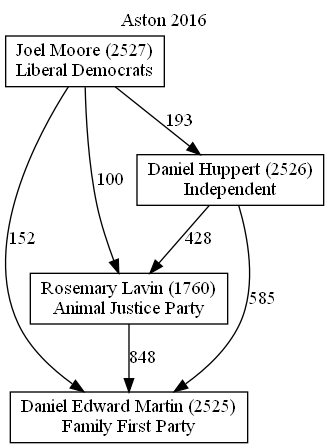 Aston 2016
Joel Moore (2527)
Liberal Democrats
193
Daniel Huppert (2526)
Independent
100
152
428
Rosemary Lavin (1760)
Animal Justice Party
585
848
Daniel Edward Martin (2525)
Family First Party